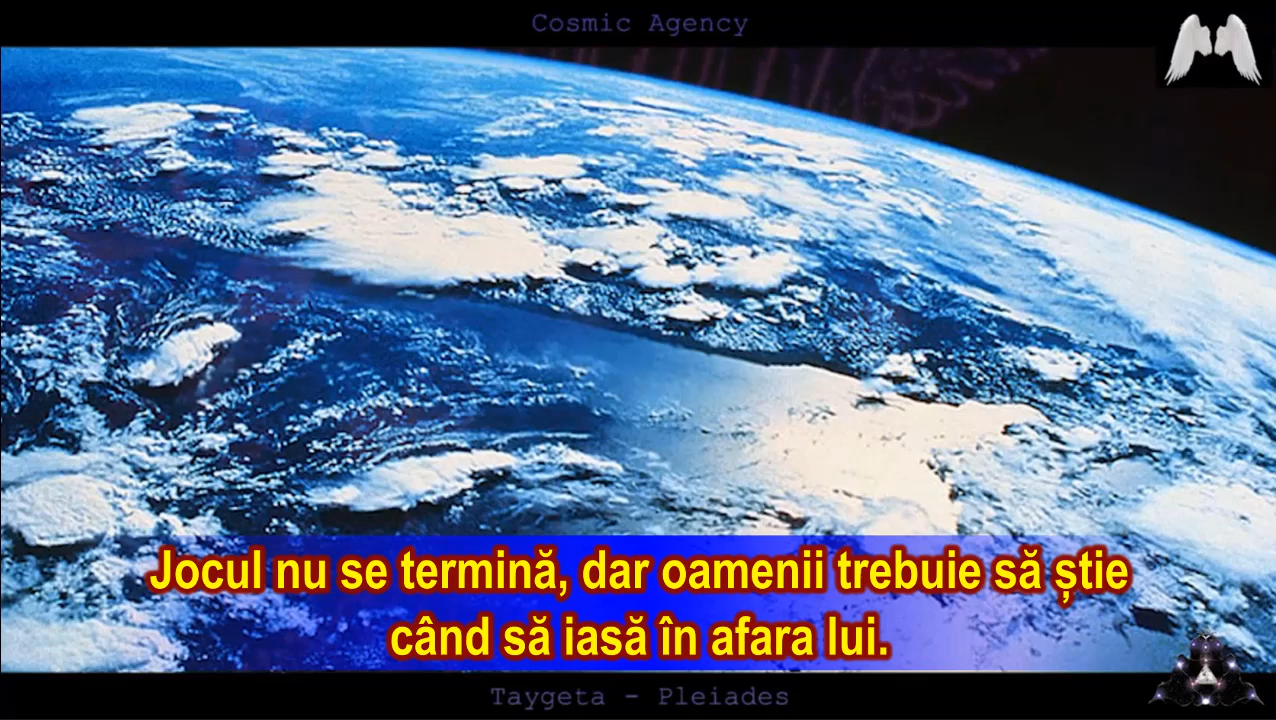 Cosmic Agency
Jocul nu se termină, dar oamenii trebuie să știe
când să iasă în afara lui.
Taygeta - Pleiades